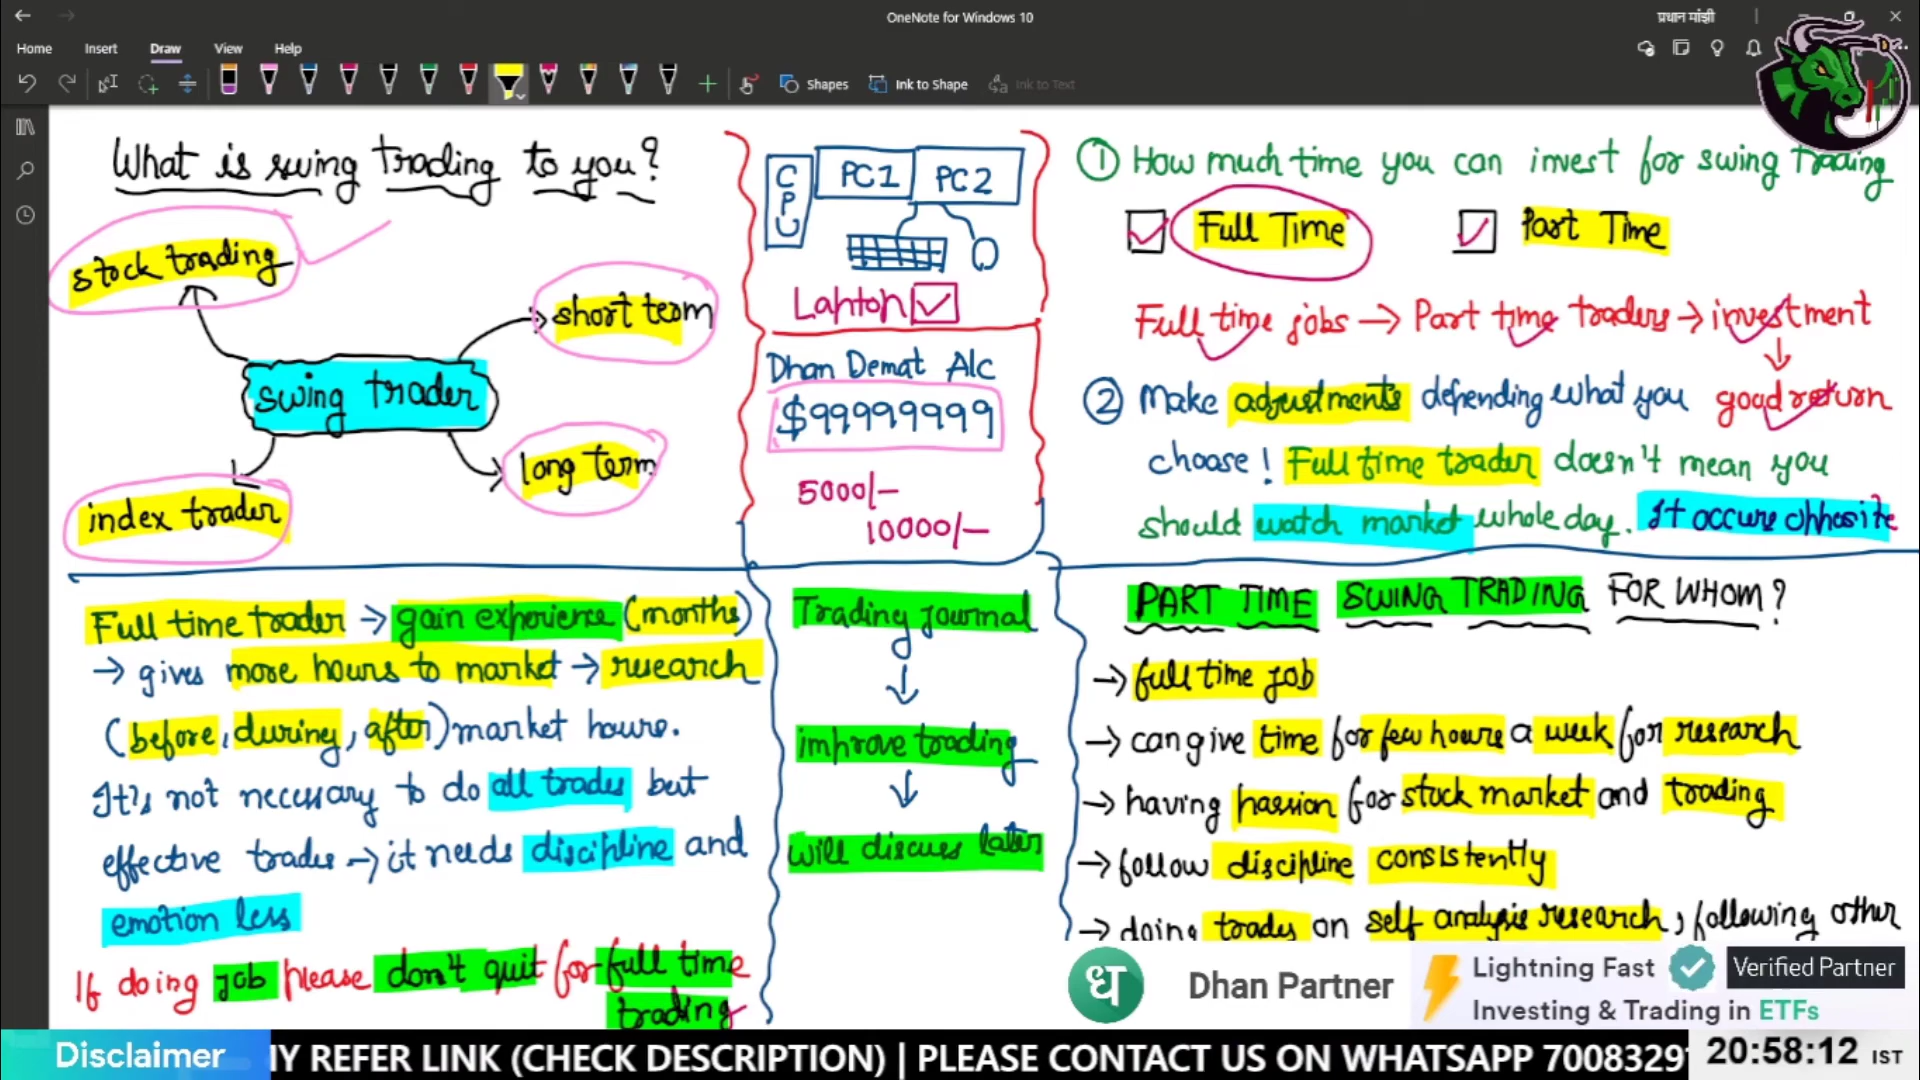 OneNote for Windows 10
प्रधान मांझी
Home Insert Draw View Help
Shapes Ink to Shape Ink to Text
What is swing trading to you?
stock trading
short term
swing trader
long term
index trader
CPU
PC1 PC2
Laptop
Dhan Demat A/c
$99999999
5000/-
10000/-
① How much time you can invest for swing trading
Full Time Part Time
Full time jobs → Part time traders → investment
↓
② Make adjustments depending what you good return
choose! Full time trader doesn't mean you
should watch market whole day. It occurs opposite
Full time trader → gain experience (months)
→ gives more hours to market → research
(before, during, after) market hours.
It's not necessary to do all trades but
effective trades → it needs discipline and
emotion less
If doing job please don't quit for full time
trading
Trading journal
↓
improve trading
↓
will discuss later
PART TIME SWING TRADING FOR WHOM?
→ full time job
→ can give time for few hours a week for research
→ having passion for stock market and trading
→ follow discipline consistently
→ doing trades on self analysis research, following other
ध Dhan Partner
Lightning Fast Verified Partner
Investing & Trading in ETFs
Disclaimer
MY REFER LINK (CHECK DESCRIPTION) | PLEASE CONTACT US ON WHATSAPP 70083291
20:58:12 IST